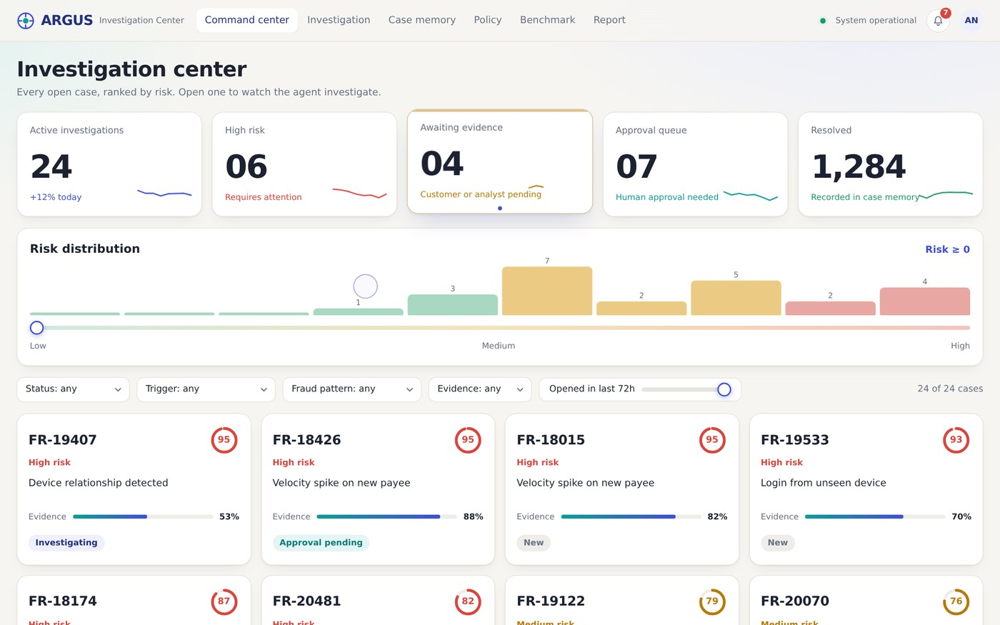 ARGUS Investigation Center Command center Investigation Case memory Policy Benchmark Report System operational 7 AN
Investigation center
Every open case, ranked by risk. Open one to watch the agent investigate.
Active investigations
24
+12% today
High risk
06
Requires attention
Awaiting evidence
04
Customer or analyst pending
Approval queue
07
Human approval needed
Resolved
1,284
Recorded in case memory
Risk distribution Risk ≥ 0
1 3 7 2 5 2 4
Low Medium High
Status: any Trigger: any Fraud pattern: any Evidence: any Opened in last 72h 24 of 24 cases
FR-19407 95
High risk
Device relationship detected
Evidence 53%
Investigating
FR-18426 95
High risk
Velocity spike on new payee
Evidence 88%
Approval pending
FR-18015 95
High risk
Velocity spike on new payee
Evidence 82%
New
FR-19533 93
High risk
Login from unseen device
Evidence 70%
New
FR-18174 87
High risk
FR-20481 82
High risk
FR-19122 79
Medium risk
FR-20070 76
Medium risk